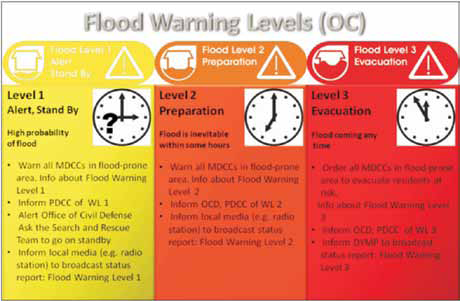 Flood Warning Levels (OC)
Flood Level 1
Alert
Stand By
Flood Level 2
Preparation
Flood Level 3
Evacuation
Level 1
Alert, Stand By
High probability
of flood
?
• Warn all MDCCs in flood-prone
area. Info about Flood Warning
Level 1
• Inform PDCC of WL 1
• Alert Office of Civil Defense
Ask the Search and Rescue
Team to go on standby
• Inform local media (e.g. radio
station) to broadcast status
report: Flood Warning Level 1
Level 2
Preparation
Flood is inevitable
within some hours
• Warn all MDCCs in flood-prone
area. Info about Flood Warning
Level 2
• Inform OCD, PDCC of WL 2
• Inform local media (e.g. radio
station) to broadcast status
report: Flood Warning Level 2
Level 3
Evacuation
Flood coming any
time
• Order all MDCCs in flood-prone
area to evacuate residents at
risk,
Info about Flood Warning Level
3
• Inform OCD, PDCC of WL 3
• Inform DYMP to broadcast
status report: Flood Warning
Level 3